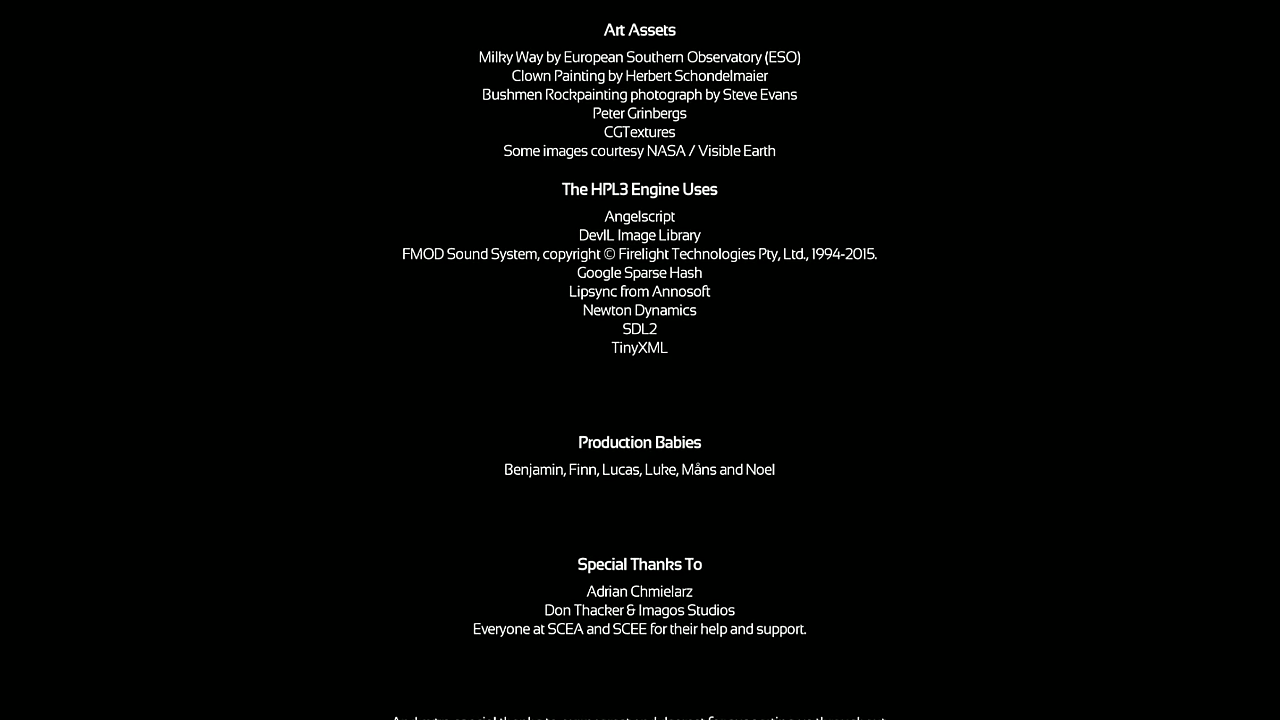 Art Assets
Milky Way by European Southern Observatory (ESO)
Clown Painting by Herbert Schondelmaier
Bushmen Rockpainting photograph by Steve Evans
Peter Grinbergs
CGTextures
Some images courtesy NASA / Visible Earth
The HPL3 Engine Uses
Angelscript
DevIL Image Library
FMOD Sound System, copyright © Firelight Technologies Pty, Ltd., 1994-2015.
Google Sparse Hash
Lipsync from Annosoft
Newton Dynamics
SDL2
TinyXML
Production Babies
Benjamin, Finn, Lucas, Luke, Måns and Noel
Special Thanks To
Adrian Chmielarz
Don Thacker & Imagos Studios
Everyone at SCEA and SCEE for their help and support.